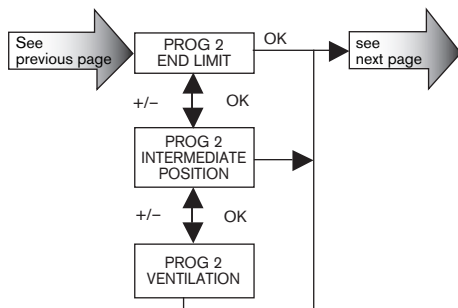 See
previous page
PROG 2
END LIMIT
OK
see
next page
+/–
OK
PROG 2
INTERMEDIATE
POSITION
+/–
OK
PROG 2
VENTILATION